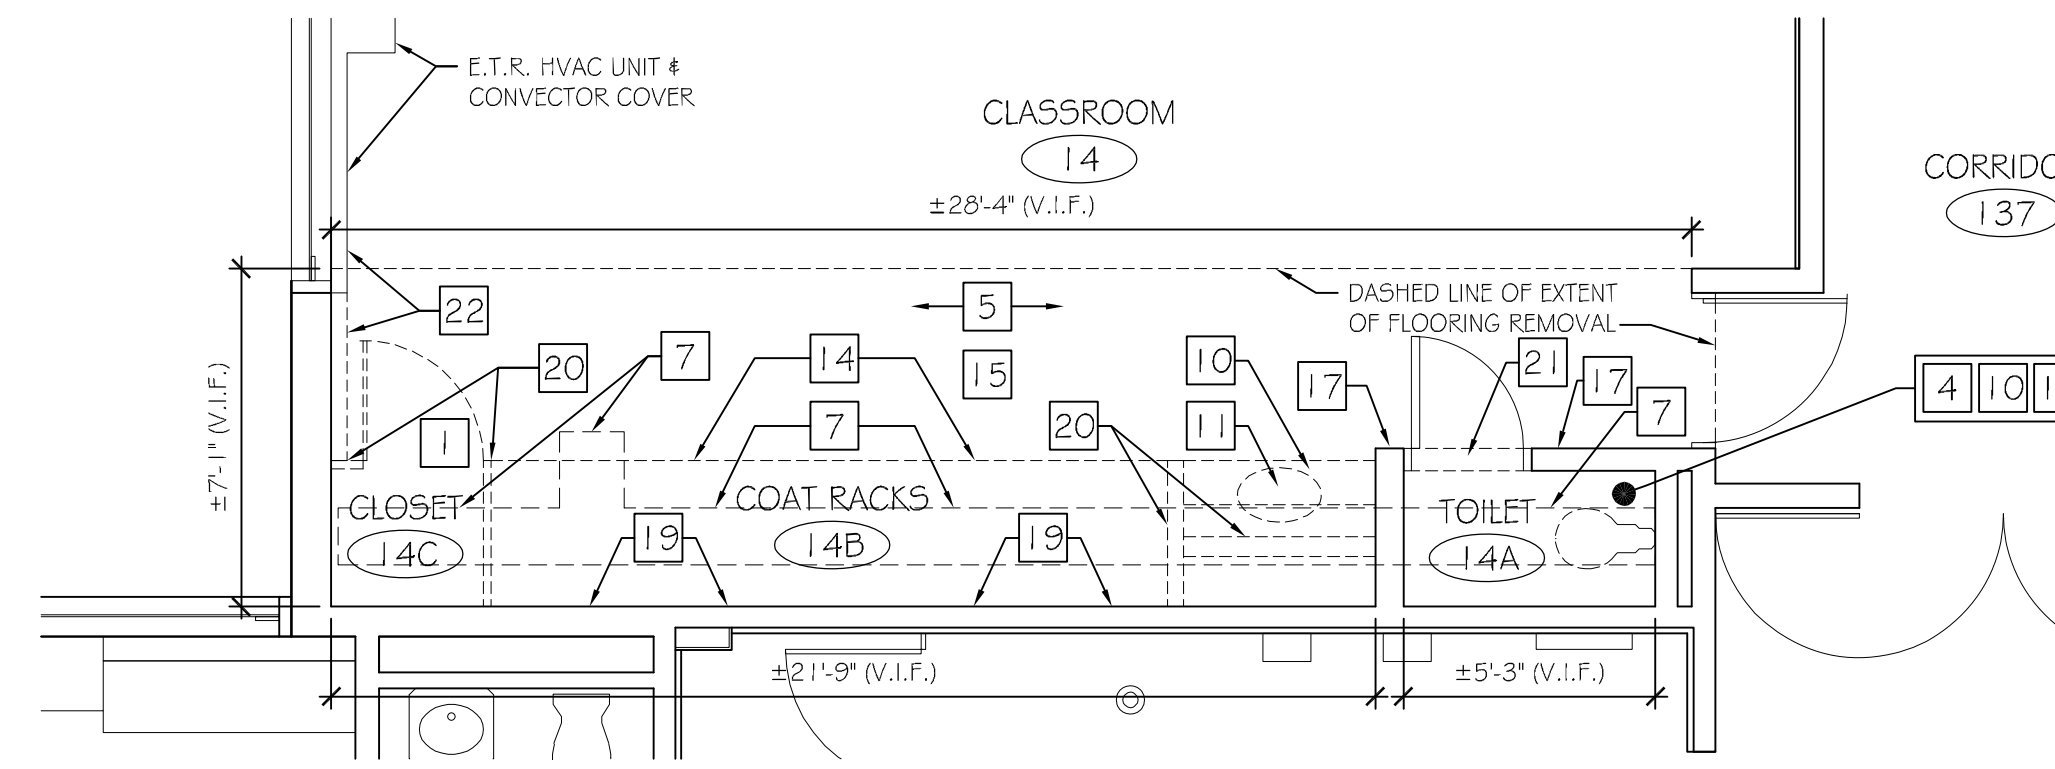 E.T.R. HVAC UNIT &
CONVECTOR COVER
CLASSROOM
14
CORRIDO
137
±28'-4" (V.I.F.)
22
5
DASHED LINE OF EXTENT
OF FLOORING REMOVAL
20
7
14
15
10
17
21
17
7
4 10 1
±7'-1" (V.I.F.)
1
7
20
11
CLOSET
14C
COAT RACKS
14B
TOILET
14A
19
19
±21'-9" (V.I.F.)
±5'-3" (V.I.F.)